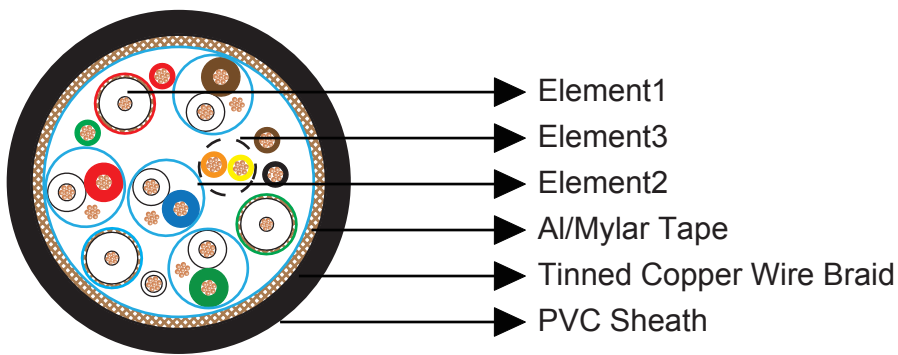 Element1
Element3
Element2
Al/Mylar Tape
Tinned Copper Wire Braid
PVC Sheath